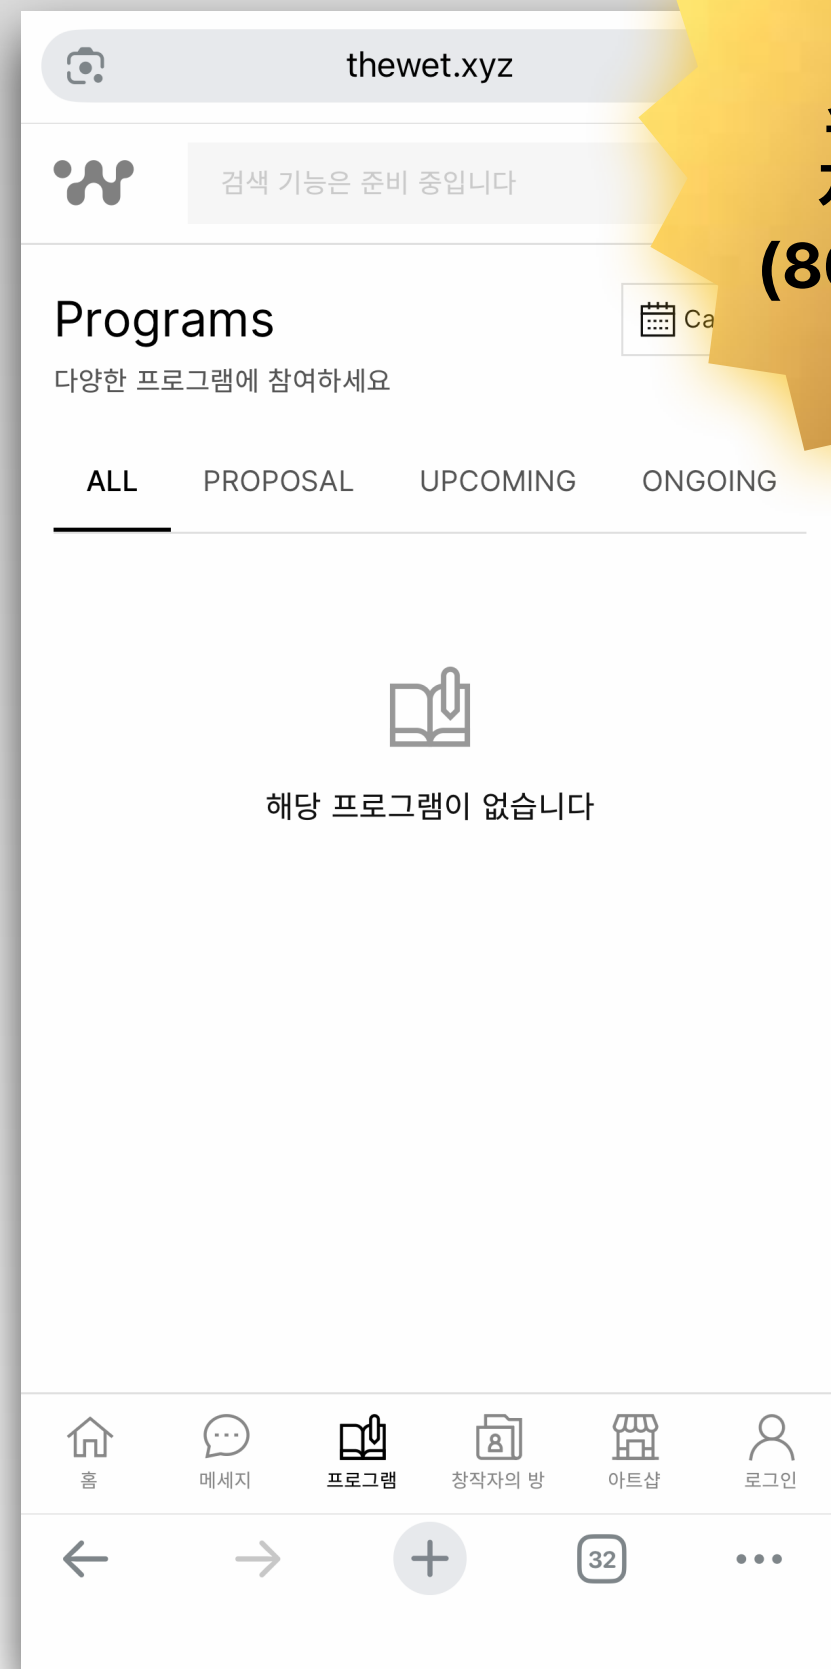 thewet.xyz
검색 기능은 준비 중입니다
Programs
다양한 프로그램에 참여하세요
ALL PROPOSAL UPCOMING ONGOING
해당 프로그램이 없습니다
홈 메세지 프로그램 창작자의 방 아트샵 로그인
32